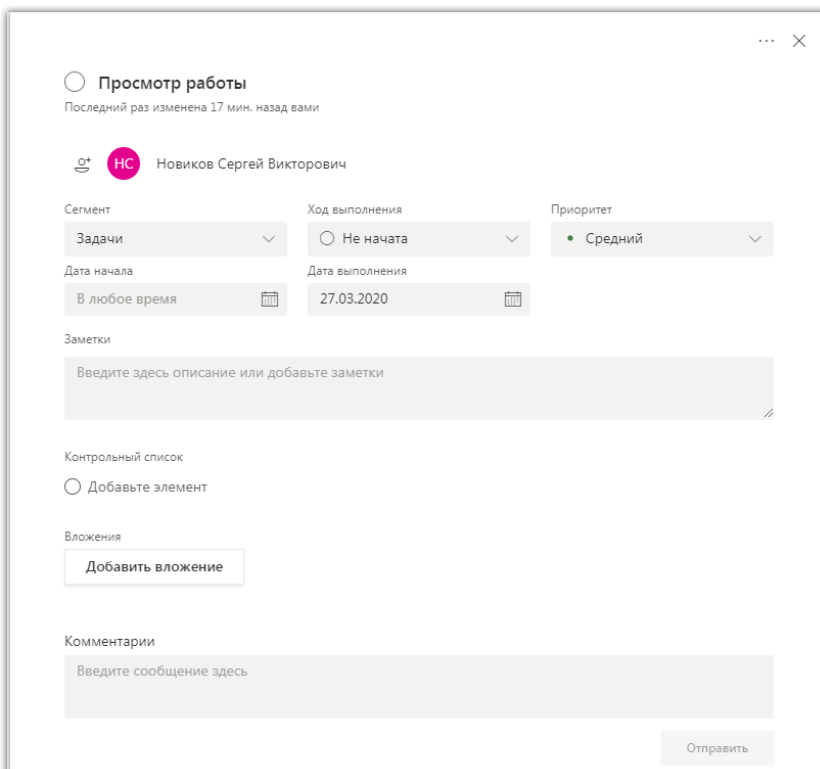 Просмотр работы
Последний раз изменена 17 мин. назад вами
НС Новиков Сергей Викторович
Сегмент Ход выполнения Приоритет
Задачи Не начата Средний
Дата начала Дата выполнения
В любое время 27.03.2020
Заметки
Введите здесь описание или добавьте заметки
Контрольный список
Добавьте элемент
Вложения
Добавить вложение
Комментарии
Введите сообщение здесь
Отправить